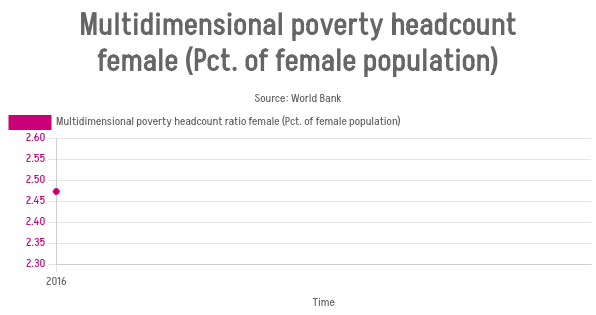 Multidimensional poverty headcount
female (Pct. of female population)
Source: World Bank
Multidimensional poverty headcount ratio female (Pct. of female population)
2.60
2.55
2.50
2.45
2.40
2.35
2.30
2016
Time